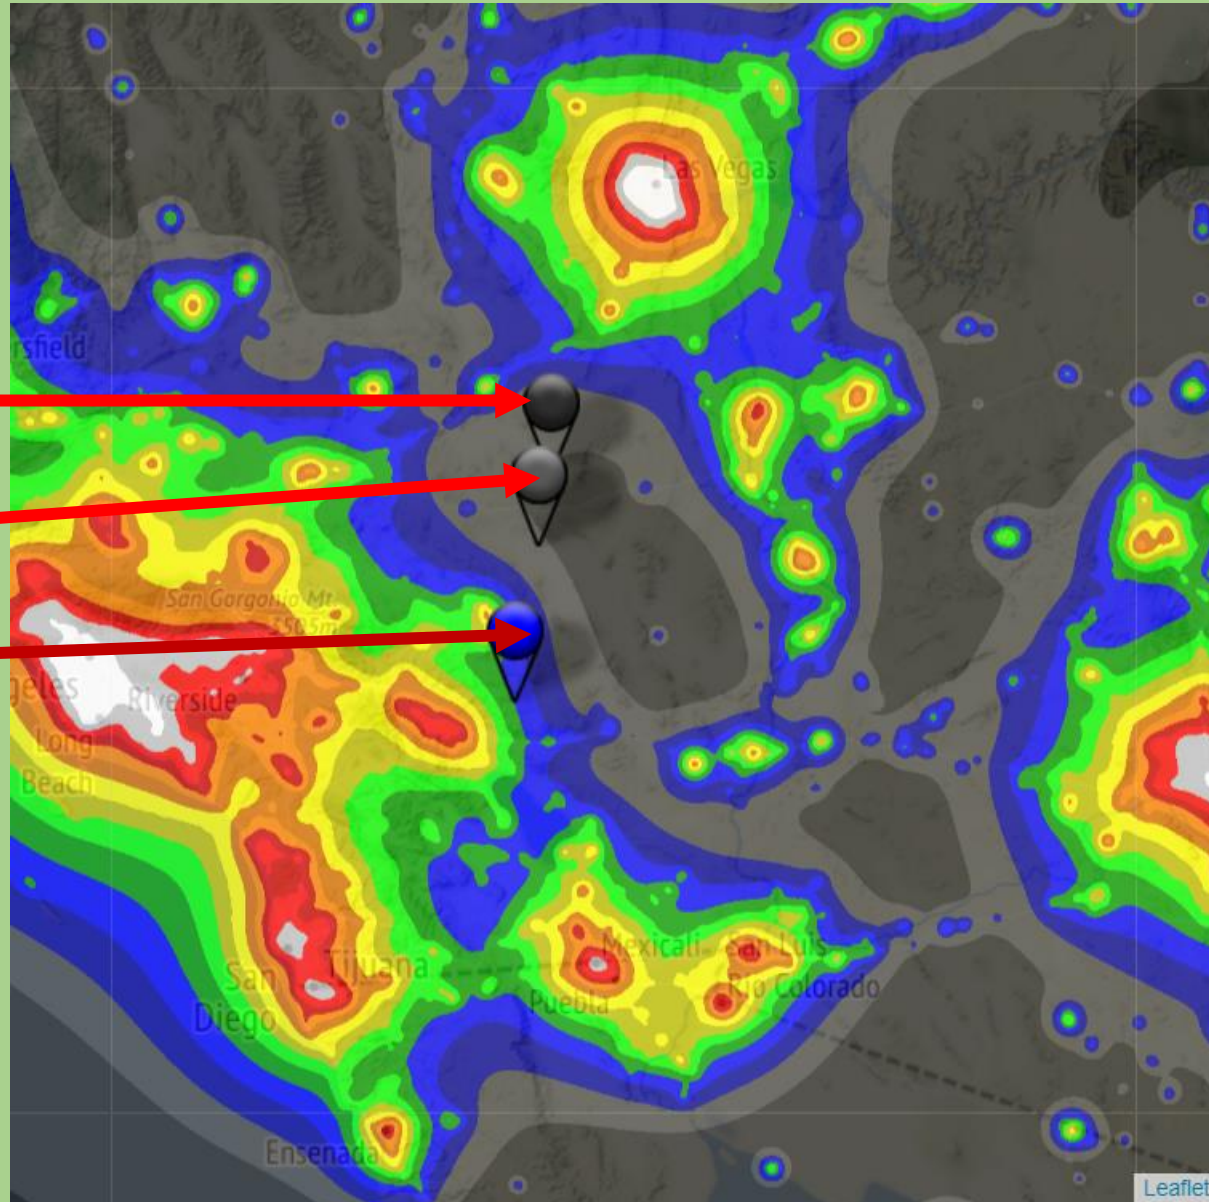 Las Vegas
rsfield
San Gorgonio Mt.
3505m
geles
Riverside
Long
Beach
Mexicali
San Luis
Río Colorado
Tijuana
San
Diego
Puebla
Ensenada
Leaflet